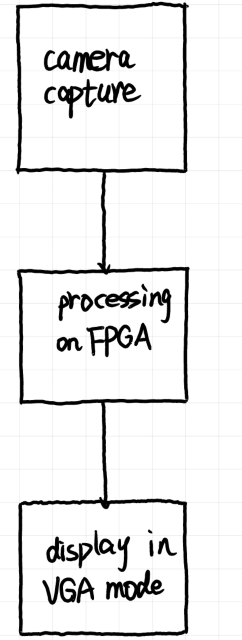 camera
capture
processing
on FPGA
display in
VGA mode